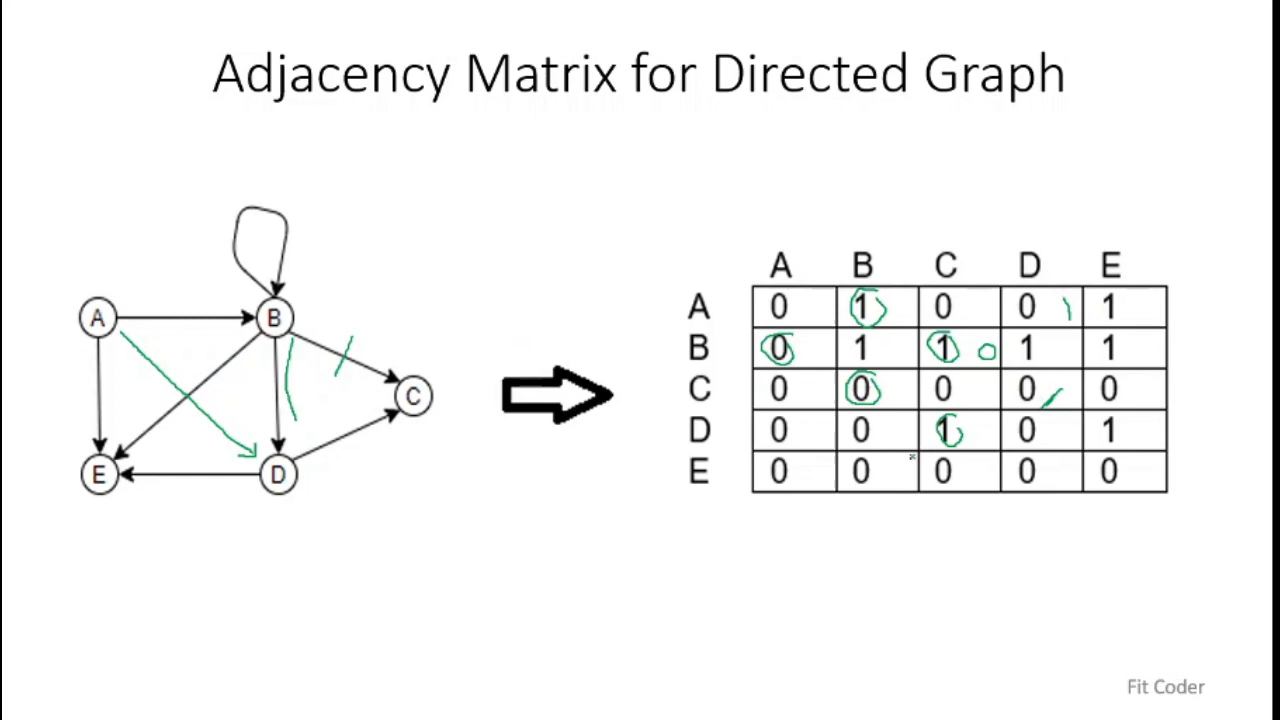 Adjacency Matrix for Directed Graph
A B C D E
A B C E D
A 0 1 0 0 1
B 0 1 1 0 1 1
C 0 0 0 0 0
D 0 0 1 0 1
E 0 0 0 0 0
Fit Coder